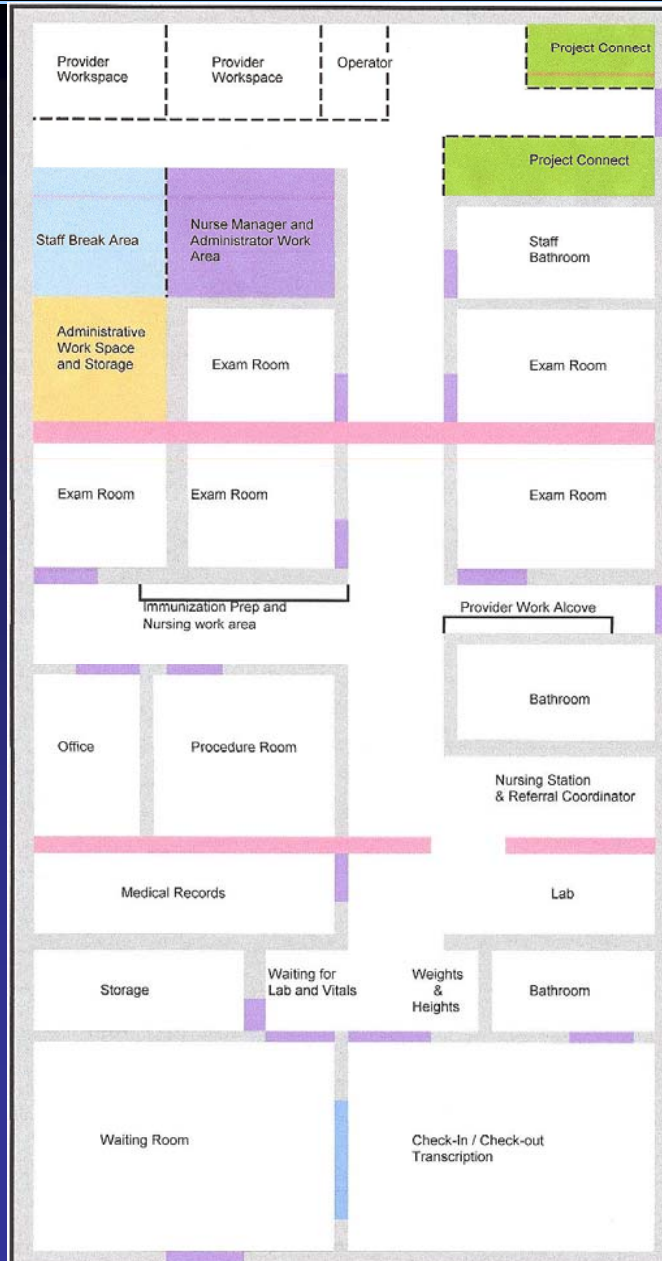 Provider
Workspace
Provider
Workspace
Operator
Project Connect
Project Connect
Staff Break Area
Nurse Manager and
Administrator Work
Area
Staff
Bathroom
Administrative
Work Space
and Storage
Exam Room
Exam Room
Exam Room
Exam Room
Exam Room
Immunization Prep and
Nursing work area
Provider Work Alcove
Bathroom
Office
Procedure Room
Nursing Station
& Referral Coordinator
Medical Records
Lab
Storage
Waiting for
Lab and Vitals
Weights
&
Heights
Bathroom
Waiting Room
Check-In / Check-out
Transcription